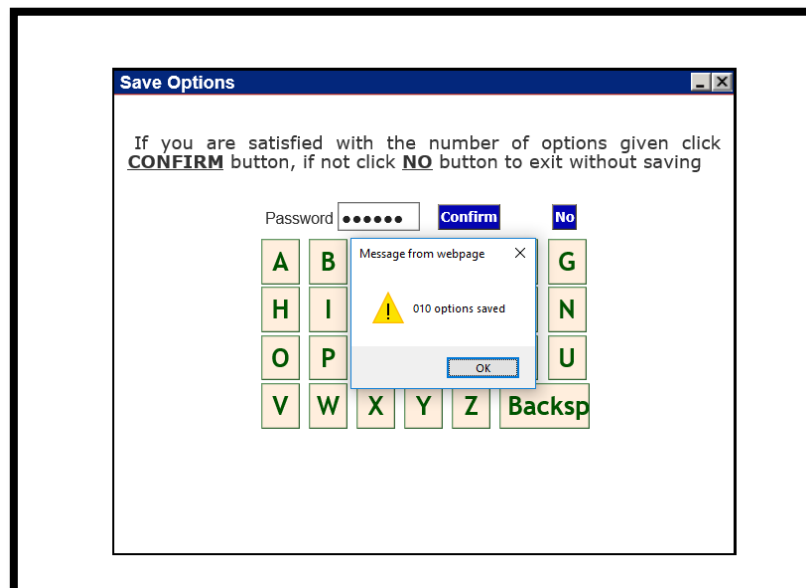 Save Options
If you are satisfied with the number of options given click
CONFIRM button, if not click NO button to exit without saving
Password •••••• Confirm No
A B G
Message from webpage
010 options saved
H I N
O P U
OK
V W X Y Z Backsp